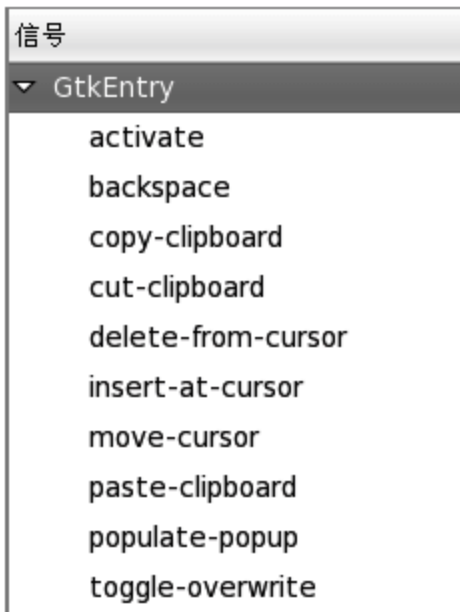 信号
GtkEntry
activate
backspace
copy-clipboard
cut-clipboard
delete-from-cursor
insert-at-cursor
move-cursor
paste-clipboard
populate-popup
toggle-overwrite